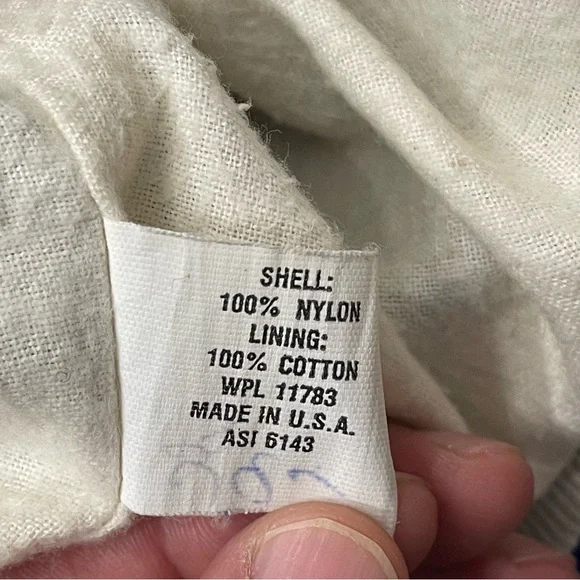 SHELL:
100% NYLON
LINING:
100% COTTON
WPL 11783
MADE IN U.S.A.
ASI 6143